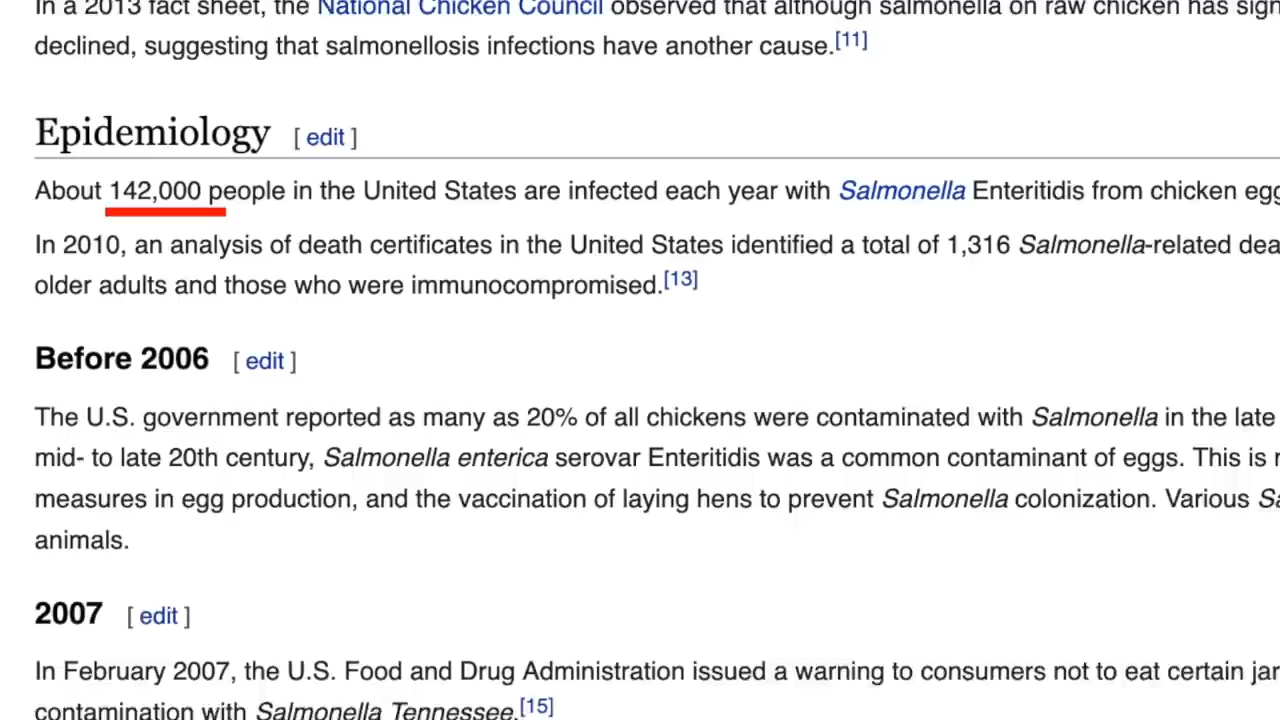 In a 2013 fact sheet, the National Chicken Council observed that although salmonella on raw chicken has
declined, suggesting that salmonellosis infections have another cause.[11]
Epidemiology [ edit ]
About 142,000 people in the United States are infected each year with Salmonella Enteritidis from chicken
In 2010, an analysis of death certificates in the United States identified a total of 1,316 Salmonella-related
older adults and those who were immunocompromised.[13]
Before 2006 [ edit ]
The U.S. government reported as many as 20% of all chickens were contaminated with Salmonella in the late
mid- to late 20th century, Salmonella enterica serovar Enteritidis was a common contaminant of eggs. This is
measures in egg production, and the vaccination of laying hens to prevent Salmonella colonization. Various
animals.
2007 [ edit ]
In February 2007, the U.S. Food and Drug Administration issued a warning to consumers not to eat certain
contamination with Salmonella Tennessee.[15]